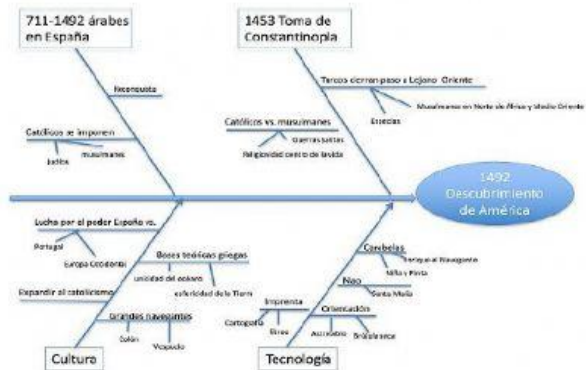 711-1492 árabes
en España
1453 Toma de
Constantinopla
Reconquista
Católicos se imponen
judíos
musulmanes
Turcos cierran paso a Lejano Oriente
Musulmanes en Norte de África y Medio Oriente
Especias
Católicos vs. musulmanes
Guerras santas
Religiosidad centro de la vida
1492
Descubrimiento
de América
Lucha por el poder España vs.
Portugal
Europa Occidental
Bases teóricas griegas
unicidad del océano
esfericidad de la Tierra
Expandir el catolicismo
Grandes navegantes
Colón
Vespucio
Cultura
Carabelas
Enrique el Navegante
Niña y Pinta
Nao
Santa María
Imprenta
Cartografía
libros
Orientación
Astrolabio
Brújula
Tecnología